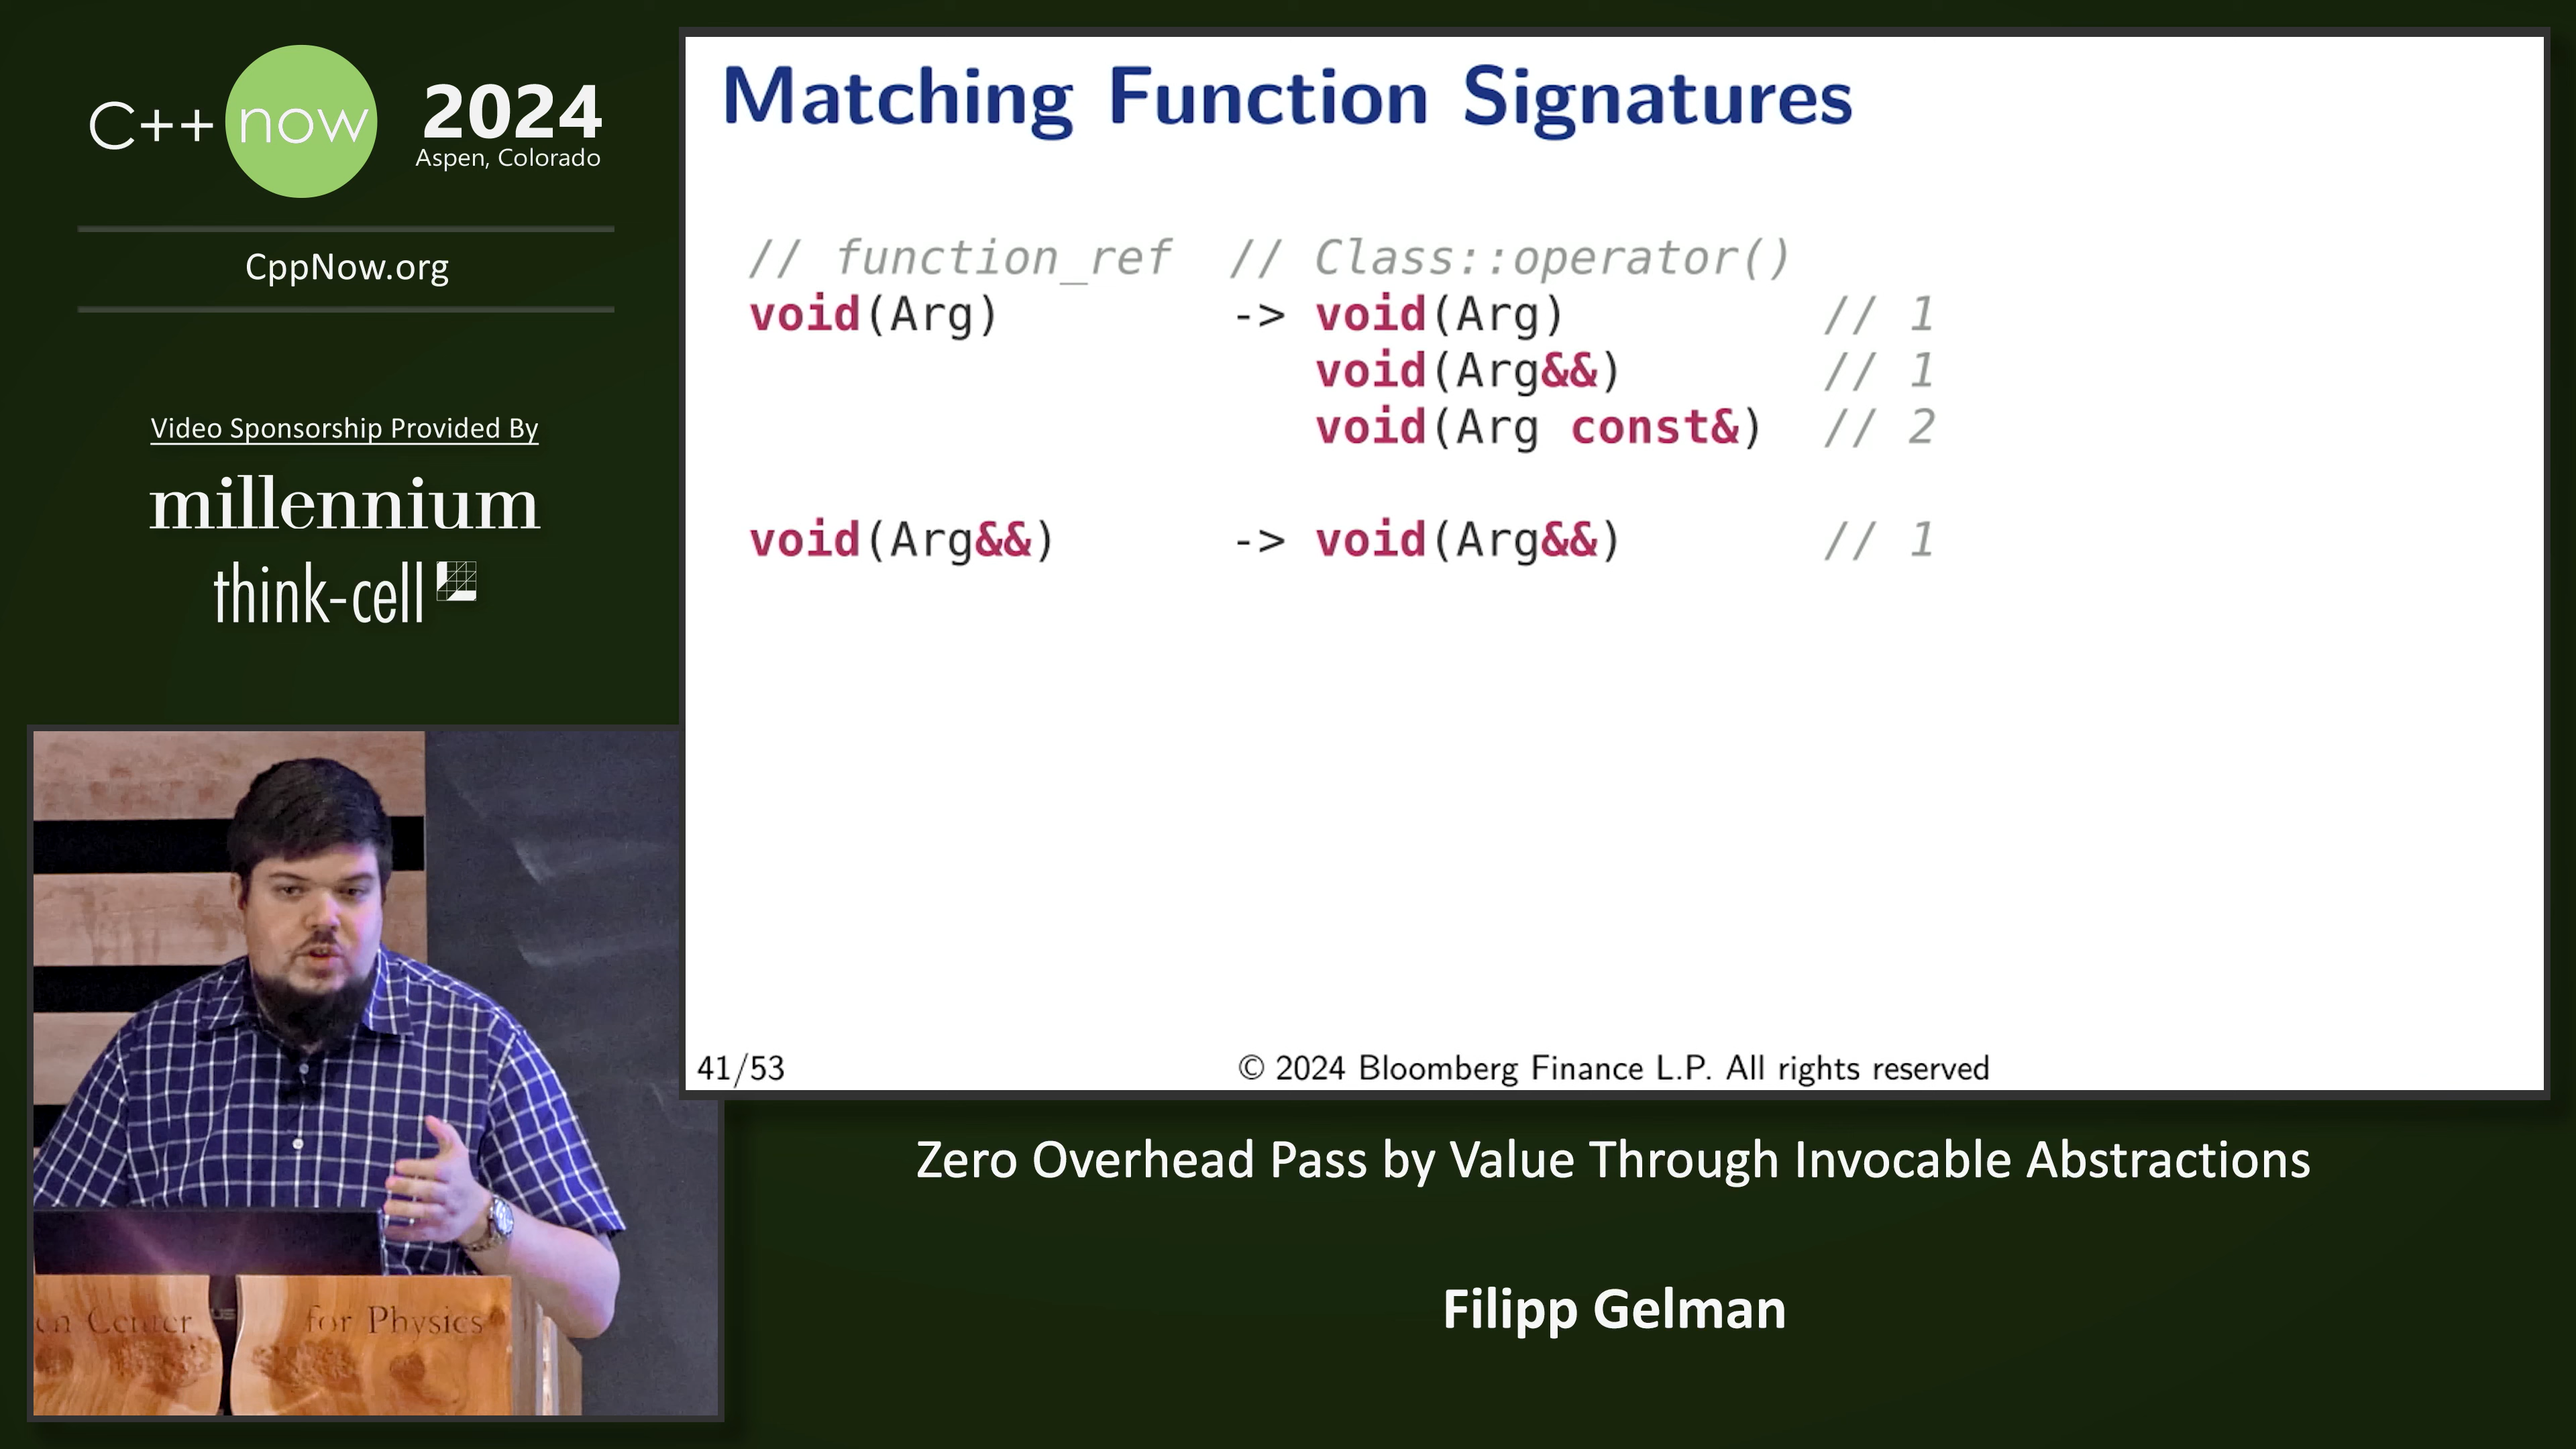 C++ now 2024
Aspen, Colorado
CppNow.org
Video Sponsorship Provided By
millennium
think-cell
Matching Function Signatures
// function_ref // Class::operator()
void(Arg) -> void(Arg) // 1
void(Arg&&) // 1
void(Arg const&) // 2
void(Arg&&) -> void(Arg&&) // 1
41/53 © 2024 Bloomberg Finance L.P. All rights reserved
Center for Physics
Zero Overhead Pass by Value Through Invocable Abstractions
Filipp Gelman